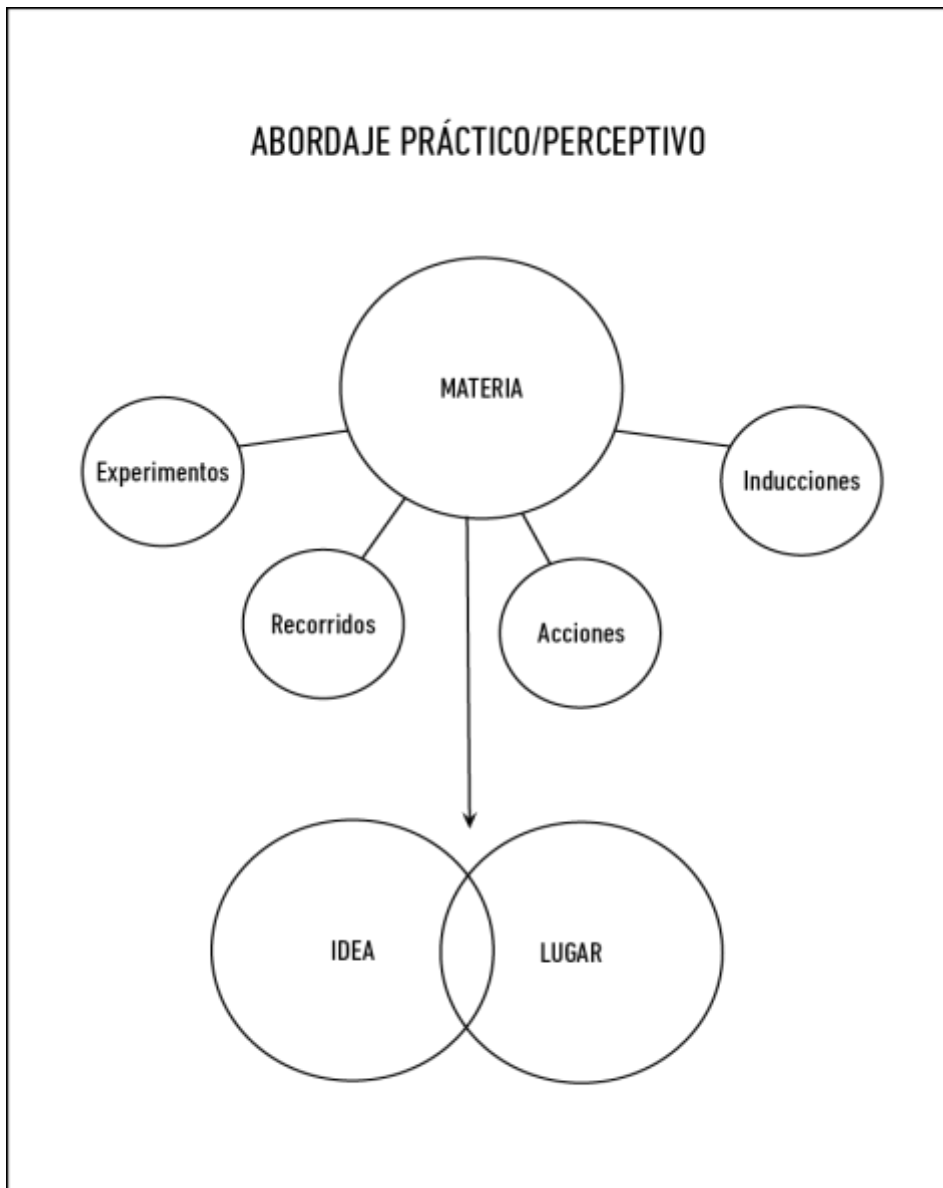 ABORDAJE PRÁCTICO/PERCEPTIVO
MATERIA
Experimentos
Inducciones
Recorridos
Acciones
IDEA
LUGAR